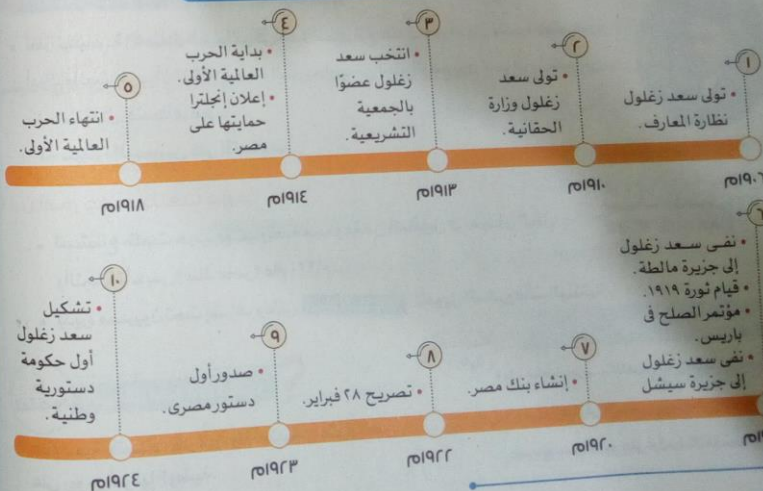 ١
• تولى سعد زغلول
نظارة المعارف.
٢
• تولى سعد
زغلول وزارة
الحقانية.
٣
• انتخب سعد
زغلول عضوًا
بالجمعية
التشريعية.
٤
• بداية الحرب
العالمية الأولى.
• إعلان إنجلترا
حمايتها على
مصر.
٥
• انتهاء الحرب
العالمية الأولى.
١٩١٠م
١٩١٣م
١٩١٤م
١٩١٨م
٦
• نفى سعد زغلول
إلى جزيرة مالطة.
• قيام ثورة ١٩١٩.
• مؤتمر الصلح فى
باريس.
• نفى سعد زغلول
إلى جزيرة سيشل
٧
• إنشاء بنك مصر.
٨
• تصريح ٢٨ فبراير.
٩
• صدور أول
دستور مصرى.
١٠
• تشكيل
سعد زغلول
أول حكومة
دستورية
وطنية.
١٩٢٠م
١٩٢٢م
١٩٢٣م
١٩٢٤م